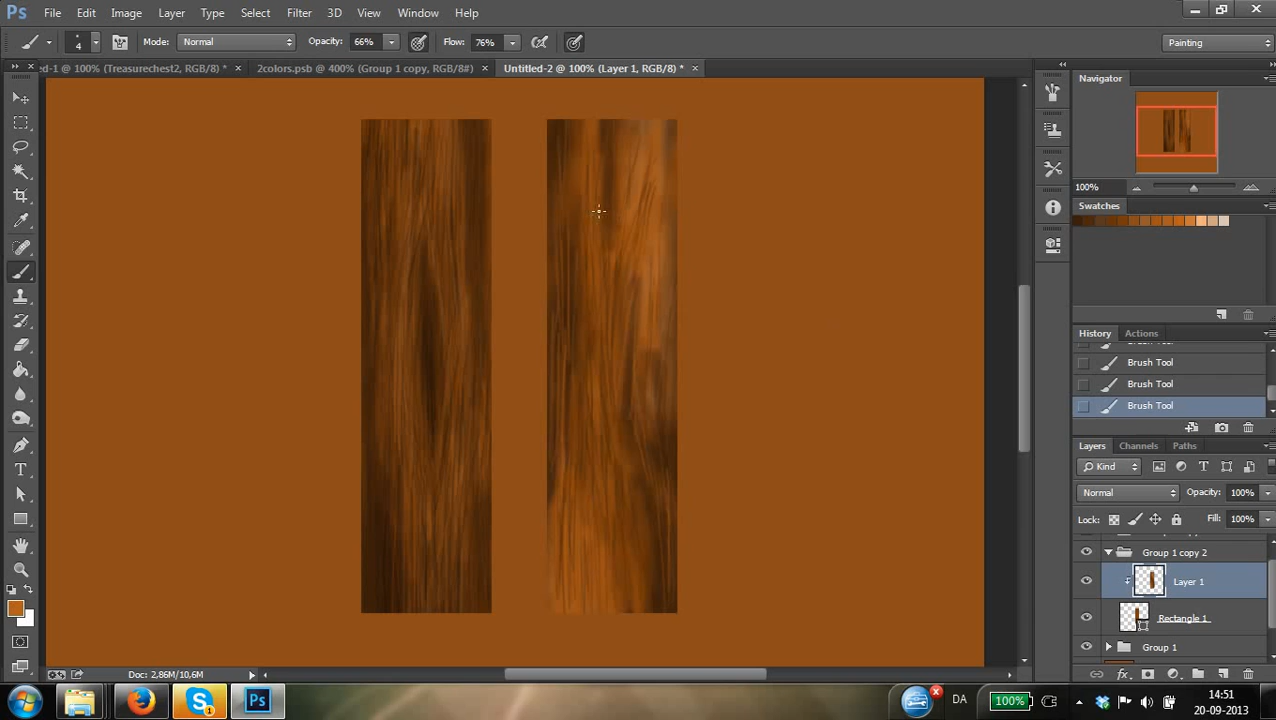 Ps File Edit Image Layer Type Select Filter 3D View Window Help
4 Mode: Normal Opacity: 66% Flow: 76% Painting
ed-1 @ 100% (Treasurechest2, RGB/8) * × 2colors.psb @ 400% (Group 1 copy, RGB/8#) × Untitled-2 @ 100% (Layer 1, RGB/8) * ×
Navigator
100%
Swatches
History Actions
Brush Tool
Brush Tool
Brush Tool
Layers Channels Paths
Kind
Normal Opacity: 100%
Lock: Fill: 100%
Group 1 copy 2
Layer 1
Rectangle 1
Group 1
Doc: 2,86M/10,6M
Ps DA 100% 14:51
20-09-2013